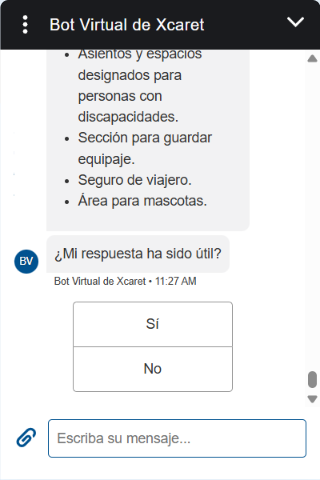 Bot Virtual de Xcaret
• Asientos y espacios
designados para
personas con
discapacidades.
• Sección para guardar
equipaje.
• Seguro de viajero.
• Área para mascotas.
BV
¿Mi respuesta ha sido útil?
Bot Virtual de Xcaret • 11:27 AM
Sí
No
Escriba su mensaje...